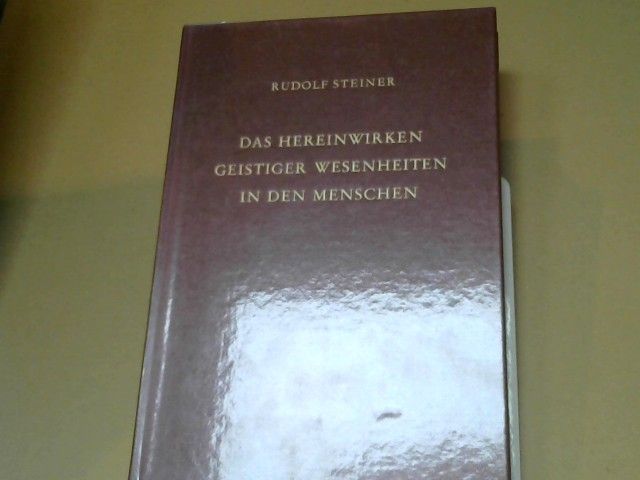 RUDOLF STEINER
DAS HEREINWIRKEN
GEISTIGER WESENHEITEN
IN DEN MENSCHEN